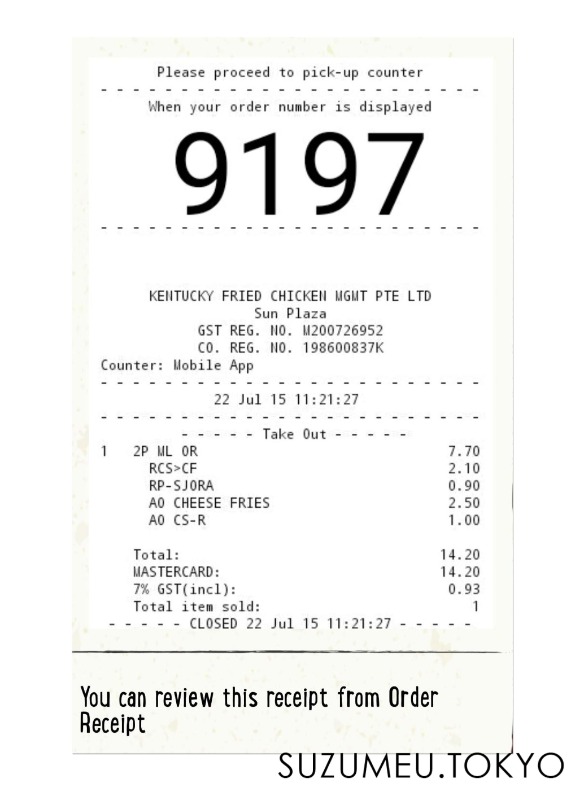 Please proceed to pick-up counter
- - - - - - - - - - - - - - - - - - - - - - - -
When your order number is displayed
9197
- - - - - - - - - - - - - - - - - - - - - - - -
KENTUCKY FRIED CHICKEN MGMT PTE LTD
Sun Plaza
GST REG. NO. M200726952
CO. REG. NO. 198600837K
Counter: Mobile App
- - - - - - - - - - - - - - - - - - - - - - - -
22 Jul 15 11:21:27
- - - - - - - - - - - - - - - - - - - - - - - -
- - - - - Take Out - - - - -
1 2P ML OR 7.70
RCS>CF 2.10
RP-SJORA 0.90
AO CHEESE FRIES 2.50
AO CS-R 1.00
Total: 14.20
MASTERCARD: 14.20
7% GST(incl): 0.93
Total item sold: 1
- - - - - CLOSED 22 Jul 15 11:21:27 - - - - -
You can review this receipt from Order
Receipt
SUZUMEU.TOKYO